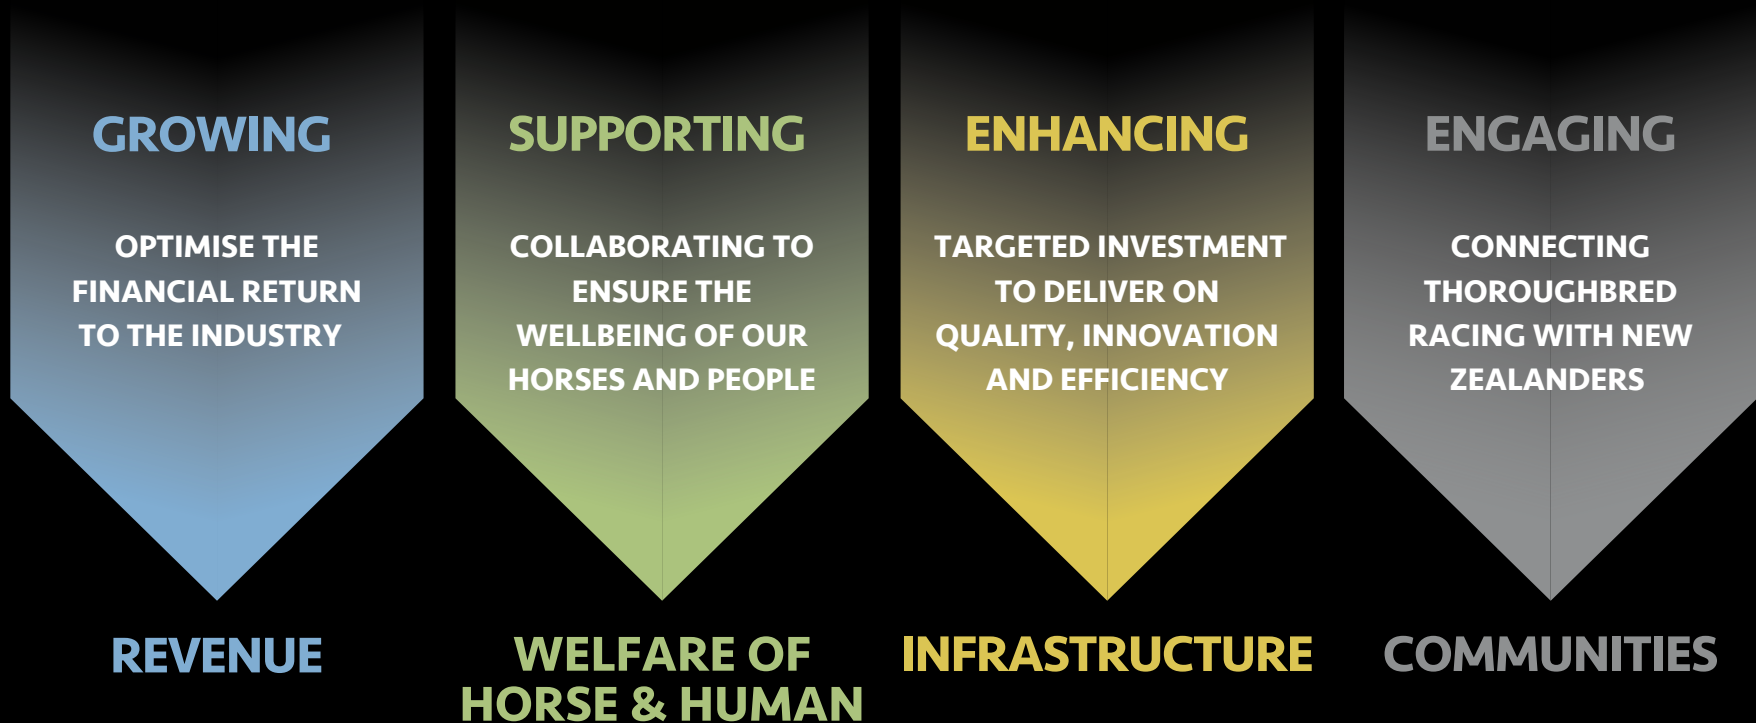 GROWING
OPTIMISE THE
FINANCIAL RETURN
TO THE INDUSTRY
REVENUE
SUPPORTING
COLLABORATING TO
ENSURE THE
WELLBEING OF OUR
HORSES AND PEOPLE
WELFARE OF
HORSE & HUMAN
ENHANCING
TARGETED INVESTMENT
TO DELIVER ON
QUALITY, INNOVATION
AND EFFICIENCY
INFRASTRUCTURE
ENGAGING
CONNECTING
THOROUGHBRED
RACING WITH NEW
ZEALANDERS
COMMUNITIES